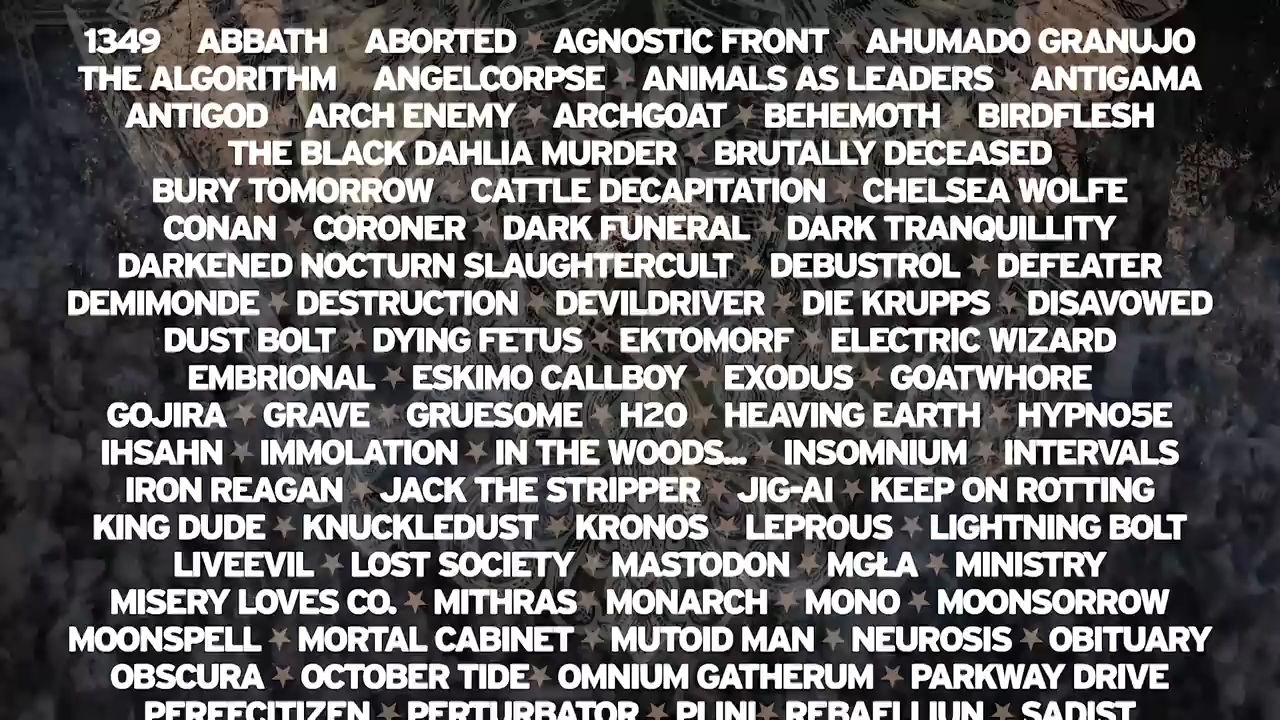 1349 ABBATH ABORTED ★ AGNOSTIC FRONT ★ AHUMADO GRANUJO
THE ALGORITHM ★ ANGELCORPSE ★ ANIMALS AS LEADERS ★ ANTIGAMA
ANTIGOD ARCH ENEMY ★ ARCHGOAT ★ BEHEMOTH ★ BIRDFLESH
THE BLACK DAHLIA MURDER ★ BRUTALLY DECEASED
BURY TOMORROW ★ CATTLE DECAPITATION ★ CHELSEA WOLFE
CONAN ★ CORONER ★ DARK FUNERAL ★ DARK TRANQUILLITY
DARKENED NOCTURN SLAUGHTERCULT ★ DEBUSTROL ★ DEFEATER
DEMIMONDE ★ DESTRUCTION ★ DEVILDRIVER ★ DIE KRUPPS ★ DISAVOWED
DUST BOLT ★ DYING FETUS ★ EKTOMORF ★ ELECTRIC WIZARD
EMBRIONAL ★ ESKIMO CALLBOY ★ EXODUS ★ GOATWHORE
GOJIRA ★ GRAVE ★ GRUESOME ★ H2O ★ HEAVING EARTH ★ HYPNO5E
IHSAHN ★ IMMOLATION ★ IN THE WOODS... ★ INSOMNIUM ★ INTERVALS
IRON REAGAN ★ JACK THE STRIPPER ★ JIG-AI ★ KEEP ON ROTTING
KING DUDE ★ KNUCKLEDUST ★ KRONOS ★ LEPROUS ★ LIGHTNING BOLT
LIVEEVIL ★ LOST SOCIETY ★ MASTODON ★ MGŁA ★ MINISTRY
MISERY LOVES CO. ★ MITHRAS MONARCH ★ MONO ★ MOONSORROW
MOONSPELL ★ MORTAL CABINET ★ MUTOID MAN ★ NEUROSIS ★ OBITUARY
OBSCURA ★ OCTOBER TIDE ★ OMNIUM GATHERUM ★ PARKWAY DRIVE
PERFECITIZEN ★ PERTURBATOR ★ PLINI ★ REBAELLIUN ★ SADIST